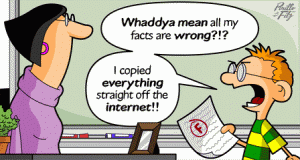 Whaddya mean all my
facts are wrong?!?
I copied
everything
straight off the
internet!!
F